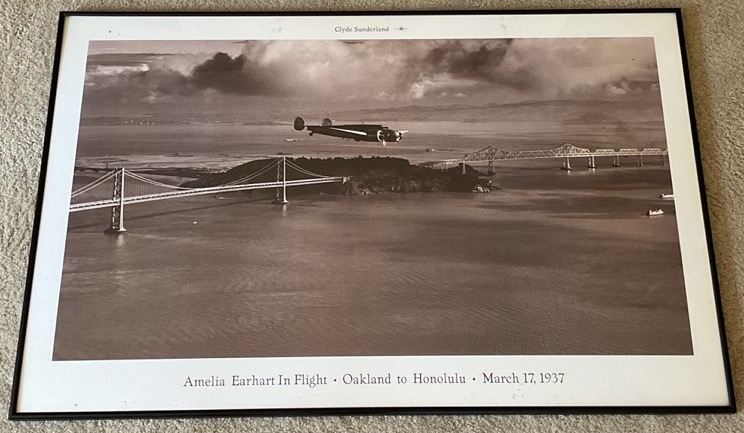 Clyde Sunderland
Amelia Earhart In Flight • Oakland to Honolulu • March 17, 1937